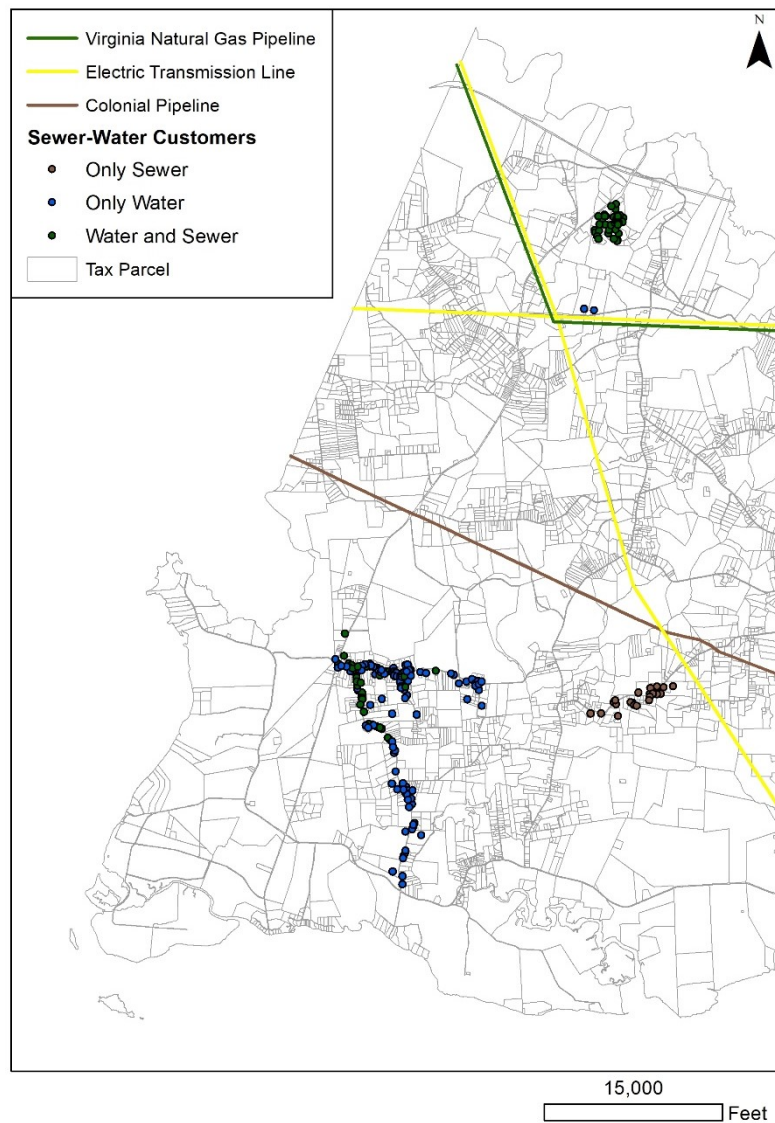 Virginia Natural Gas Pipeline
Electric Transmission Line
Colonial Pipeline
Sewer-Water Customers
Only Sewer
Only Water
Water and Sewer
Tax Parcel
N
15,000
Feet